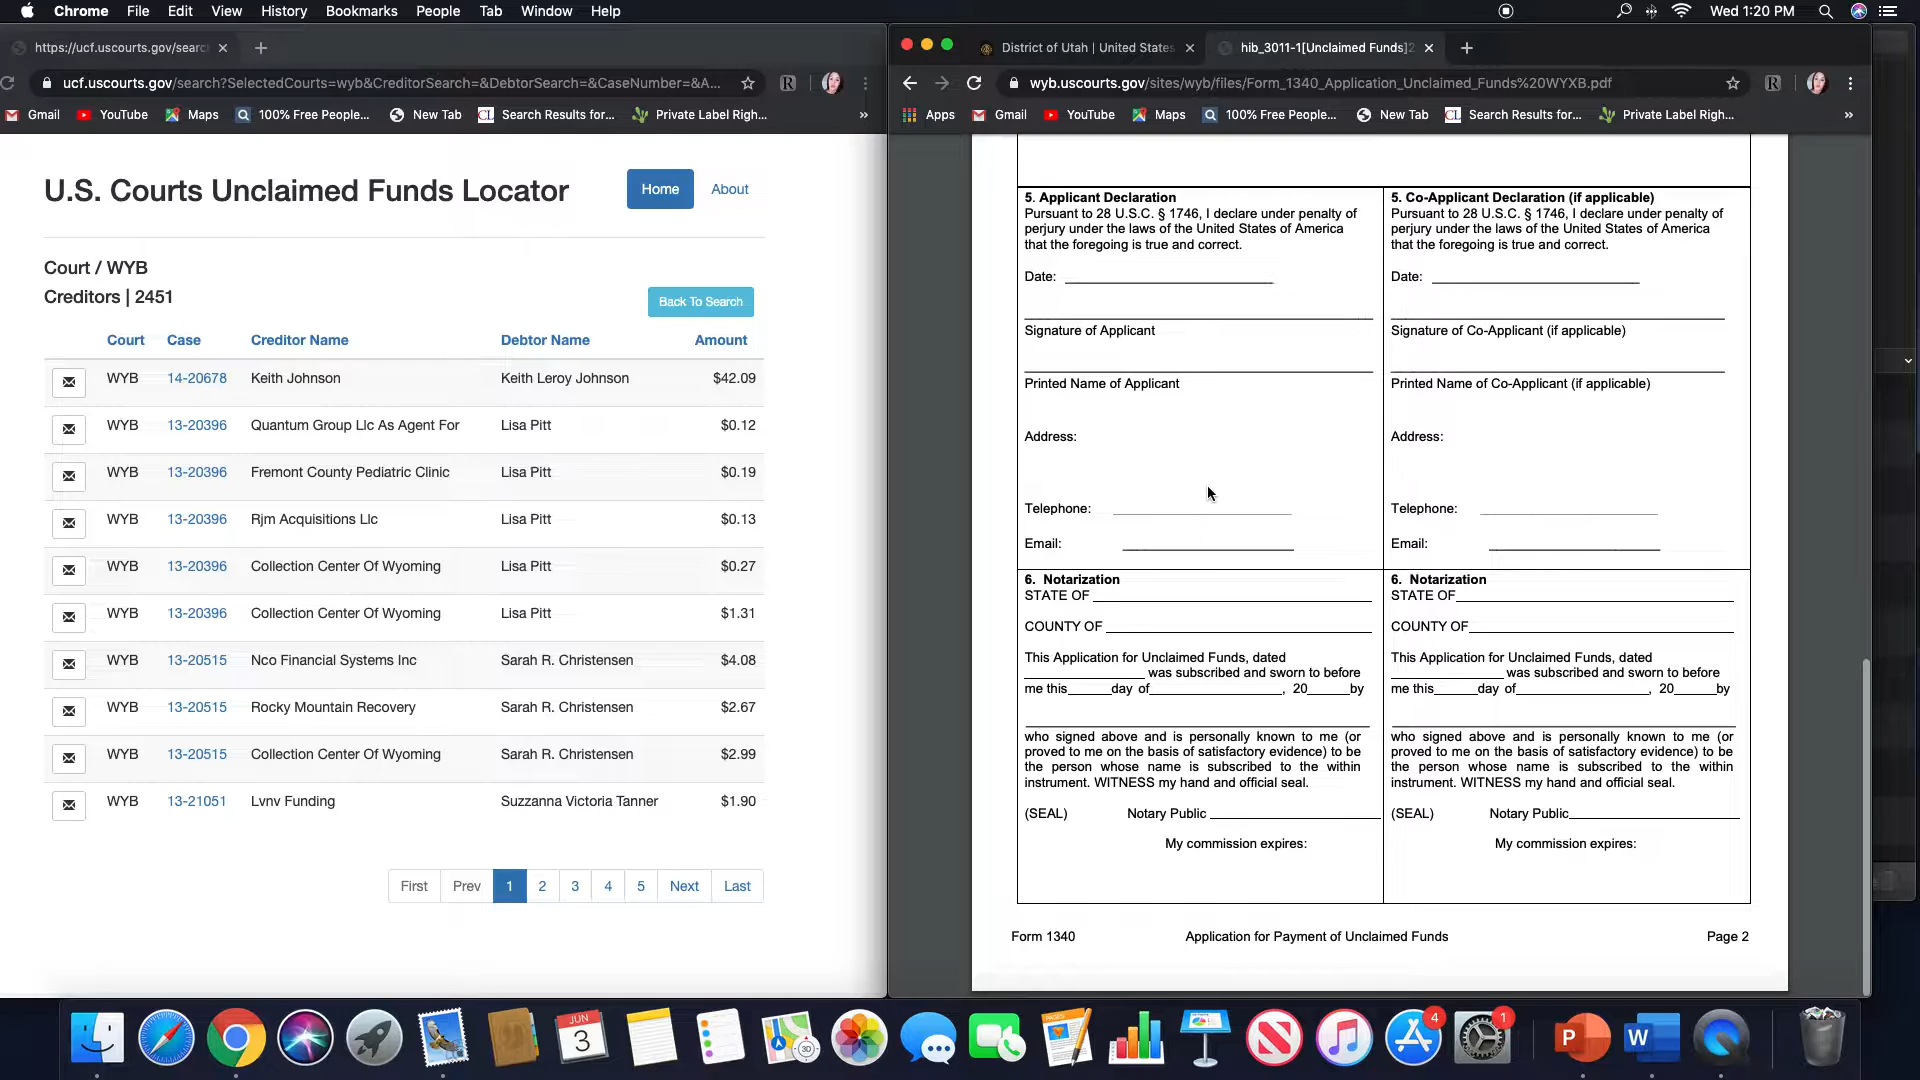 Chrome File Edit View History Bookmarks People Tab Window Help
Wed 1:20 PM
https://ucf.uscourts.gov/searc
ucf.uscourts.gov/search?SelectedCourts=wyb&CreditorSearch=&DebtorSearch=&CaseNumber=&A...
Gmail YouTube Maps 100% Free People... New Tab Search Results for... Private Label Righ... »
U.S. Courts Unclaimed Funds Locator
Home About
Court / WYB
Creditors | 2451
Back To Search
Court Case Creditor Name Debtor Name Amount
WYB 14-20678 Keith Johnson Keith Leroy Johnson $42.09
WYB 13-20396 Quantum Group Llc As Agent For Lisa Pitt $0.12
WYB 13-20396 Fremont County Pediatric Clinic Lisa Pitt $0.19
WYB 13-20396 Rjm Acquisitions Llc Lisa Pitt $0.13
WYB 13-20396 Collection Center Of Wyoming Lisa Pitt $0.27
WYB 13-20396 Collection Center Of Wyoming Lisa Pitt $1.31
WYB 13-20515 Nco Financial Systems Inc Sarah R. Christensen $4.08
WYB 13-20515 Rocky Mountain Recovery Sarah R. Christensen $2.67
WYB 13-20515 Collection Center Of Wyoming Sarah R. Christensen $2.99
WYB 13-21051 Lvnv Funding Suzzanna Victoria Tanner $1.90
First Prev 1 2 3 4 5 Next Last
District of Utah | United States
hib_3011-1[Unclaimed Funds]2
wyb.uscourts.gov/sites/wyb/files/Form_1340_Application_Unclaimed_Funds%20WYXB.pdf
Apps Gmail YouTube Maps 100% Free People... New Tab Search Results for... Private Label Righ... »
5. Applicant Declaration
Pursuant to 28 U.S.C. § 1746, I declare under penalty of
perjury under the laws of the United States of America
that the foregoing is true and correct.
Date:
Signature of Applicant
Printed Name of Applicant
Address:
Telephone:
Email:
5. Co-Applicant Declaration (if applicable)
Pursuant to 28 U.S.C. § 1746, I declare under penalty of
perjury under the laws of the United States of America
that the foregoing is true and correct.
Date:
Signature of Co-Applicant (if applicable)
Printed Name of Co-Applicant (if applicable)
Address:
Telephone:
Email:
6. Notarization
STATE OF
COUNTY OF
This Application for Unclaimed Funds, dated
was subscribed and sworn to before
me this______day of__________________, 20______by
who signed above and is personally known to me (or
proved to me on the basis of satisfactory evidence) to be
the person whose name is subscribed to the within
instrument. WITNESS my hand and official seal.
(SEAL) Notary Public
My commission expires:
6. Notarization
STATE OF
COUNTY OF
This Application for Unclaimed Funds, dated
was subscribed and sworn to before
me this______day of__________________, 20______by
who signed above and is personally known to me (or
proved to me on the basis of satisfactory evidence) to be
the person whose name is subscribed to the within
instrument. WITNESS my hand and official seal.
(SEAL) Notary Public
My commission expires:
Form 1340 Application for Payment of Unclaimed Funds Page 2
JUN
3
3D
4
1
P
W